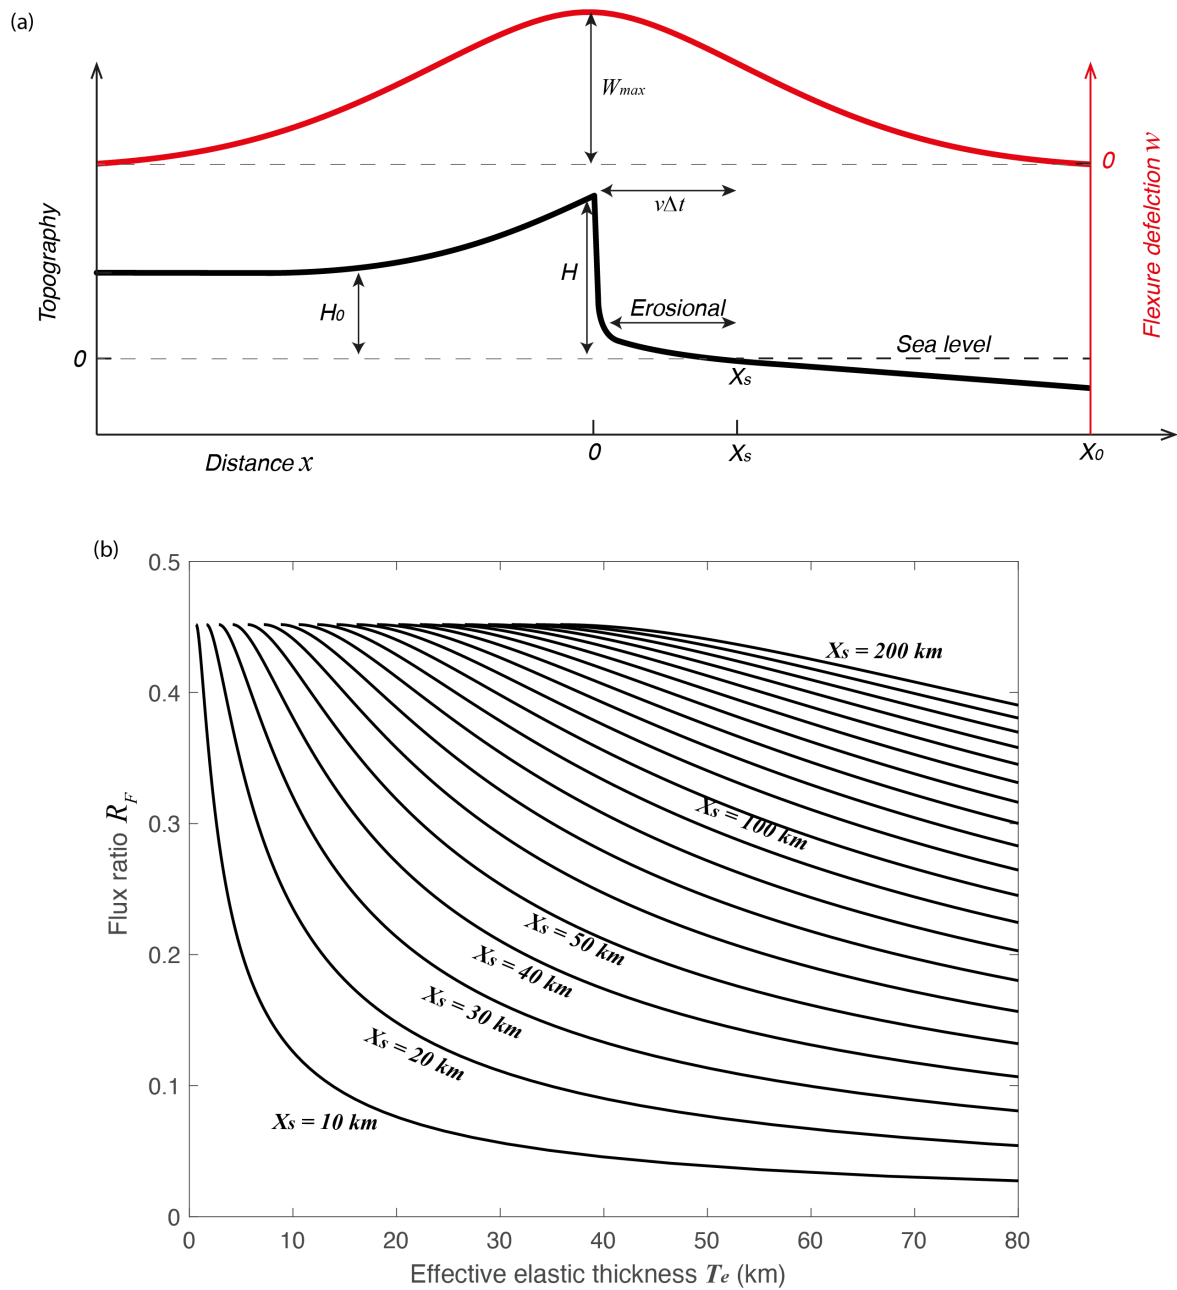 (a)
Wmax
0
Flexure defelction w
vΔt
Topography
H
H0
Erosional
0
Sea level
Xs
0
Xs
X0
Distance x
(b)
0.5
0.4
0.3
0.2
0.1
0
Flux ratio RF
Xs = 200 km
Xs = 100 km
Xs = 50 km
Xs = 40 km
Xs = 30 km
Xs = 20 km
Xs = 10 km
0 10 20 30 40 50 60 70 80
Effective elastic thickness Te (km)